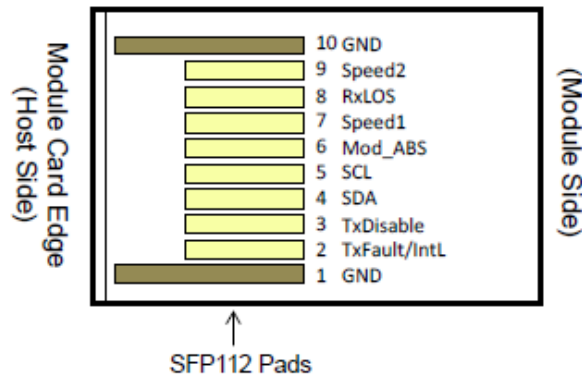 Module Card Edge
(Host Side)
10 GND
9 Speed2
8 RxLOS
7 Speed1
6 Mod_ABS
5 SCL
4 SDA
3 TxDisable
2 TxFault/IntL
1 GND
(Module Side)
SFP112 Pads